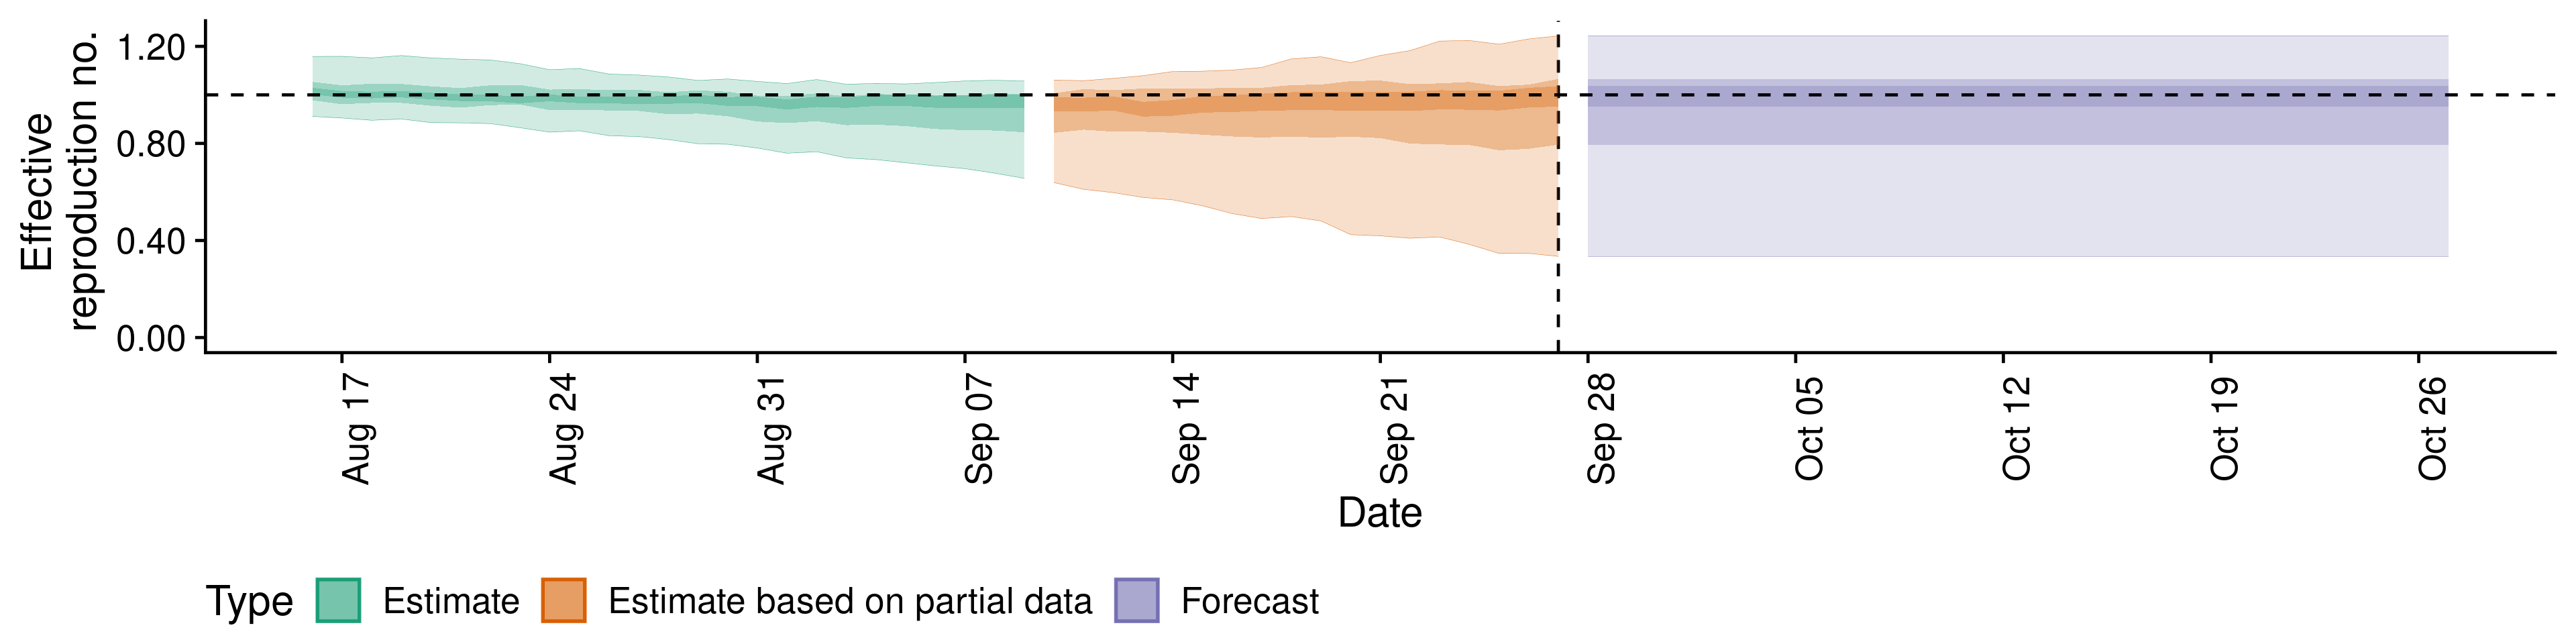 Effective
reproduction no.
1.20
0.80
0.40
0.00
Aug 17
Aug 24
Aug 31
Sep 07
Sep 14
Sep 21
Sep 28
Oct 05
Oct 12
Oct 19
Oct 26
Date
Type Estimate Estimate based on partial data Forecast